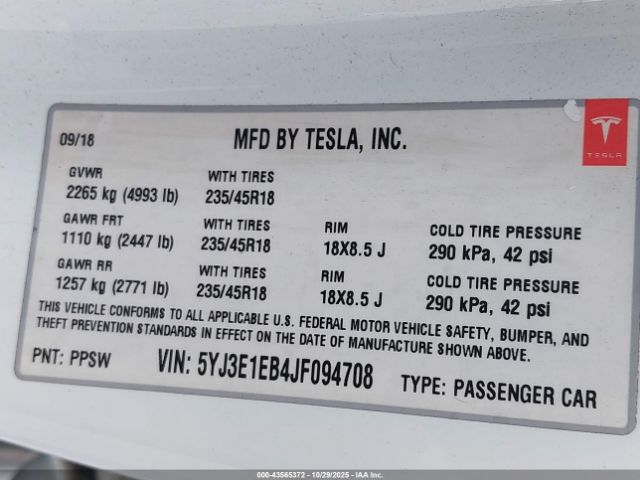 09/18 MFD BY TESLA, INC.
TESLA
GVWR WITH TIRES
2265 kg (4993 lb) 235/45R18
GAWR FRT WITH TIRES RIM COLD TIRE PRESSURE
1110 kg (2447 lb) 235/45R18 18X8.5 J 290 kPa, 42 psi
GAWR RR WITH TIRES RIM COLD TIRE PRESSURE
1257 kg (2771 lb) 235/45R18 18X8.5 J 290 kPa, 42 psi
THIS VEHICLE CONFORMS TO ALL APPLICABLE U.S. FEDERAL MOTOR VEHICLE SAFETY, BUMPER, AND
THEFT PREVENTION STANDARDS IN EFFECT ON THE DATE OF MANUFACTURE SHOWN ABOVE.
PNT: PPSW VIN: 5YJ3E1EB4JF094708 TYPE: PASSENGER CAR
000-43565372 - 10/29/2025 - IAA Inc.